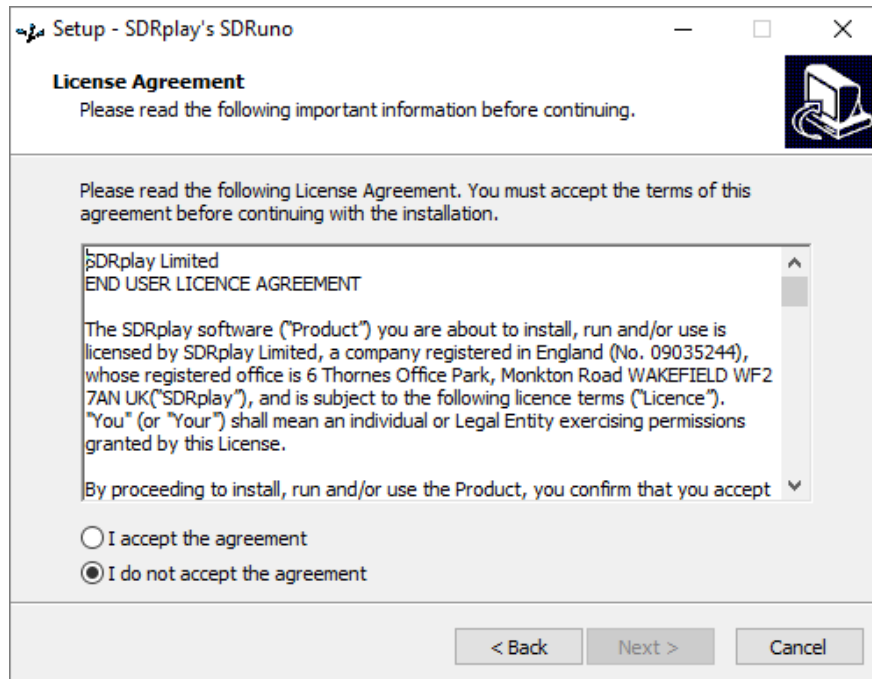 Setup - SDRplay's SDRuno
License Agreement
Please read the following important information before continuing.
Please read the following License Agreement. You must accept the terms of this
agreement before continuing with the installation.
SDRplay Limited
END USER LICENCE AGREEMENT
The SDRplay software ("Product") you are about to install, run and/or use is
licensed by SDRplay Limited, a company registered in England (No. 09035244),
whose registered office is 6 Thornes Office Park, Monkton Road WAKEFIELD WF2
7AN UK("SDRplay"), and is subject to the following licence terms ("Licence").
"You" (or "Your") shall mean an individual or Legal Entity exercising permissions
granted by this License.
By proceeding to install, run and/or use the Product, you confirm that you accept
I accept the agreement
I do not accept the agreement
< Back
Next >
Cancel